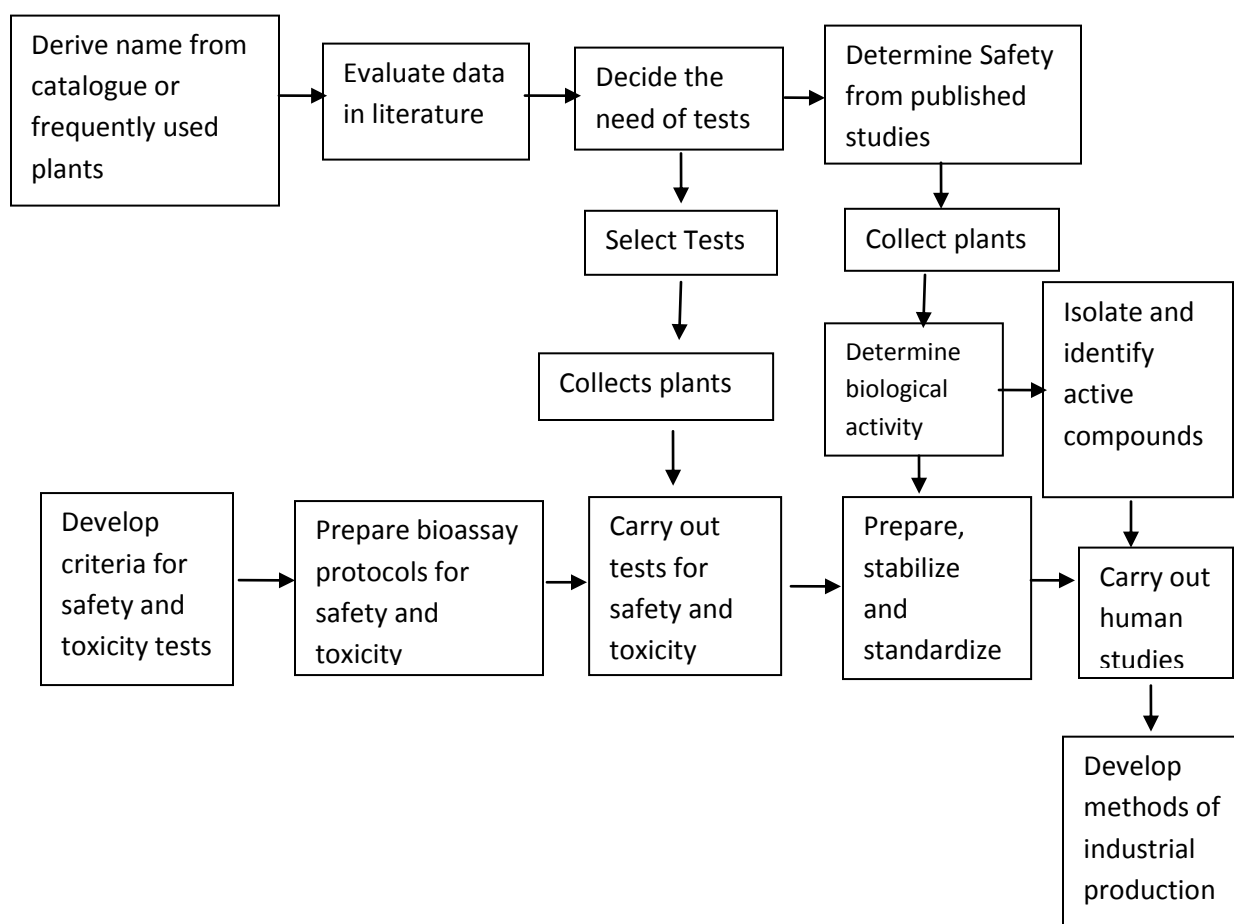 Derive name from
catalogue or
frequently used
plants
Evaluate data
in literature
Decide the
need of tests
Determine Safety
from published
studies
Select Tests
Collect plants
Collects plants
Determine
biological
activity
Isolate and
identify
active
compounds
Develop
criteria for
safety and
toxicity tests
Prepare bioassay
protocols for
safety and
toxicity
Carry out
tests for
safety and
toxicity
Prepare,
stabilize
and
standardize
Carry out
human
studies
Develop
methods of
industrial
production